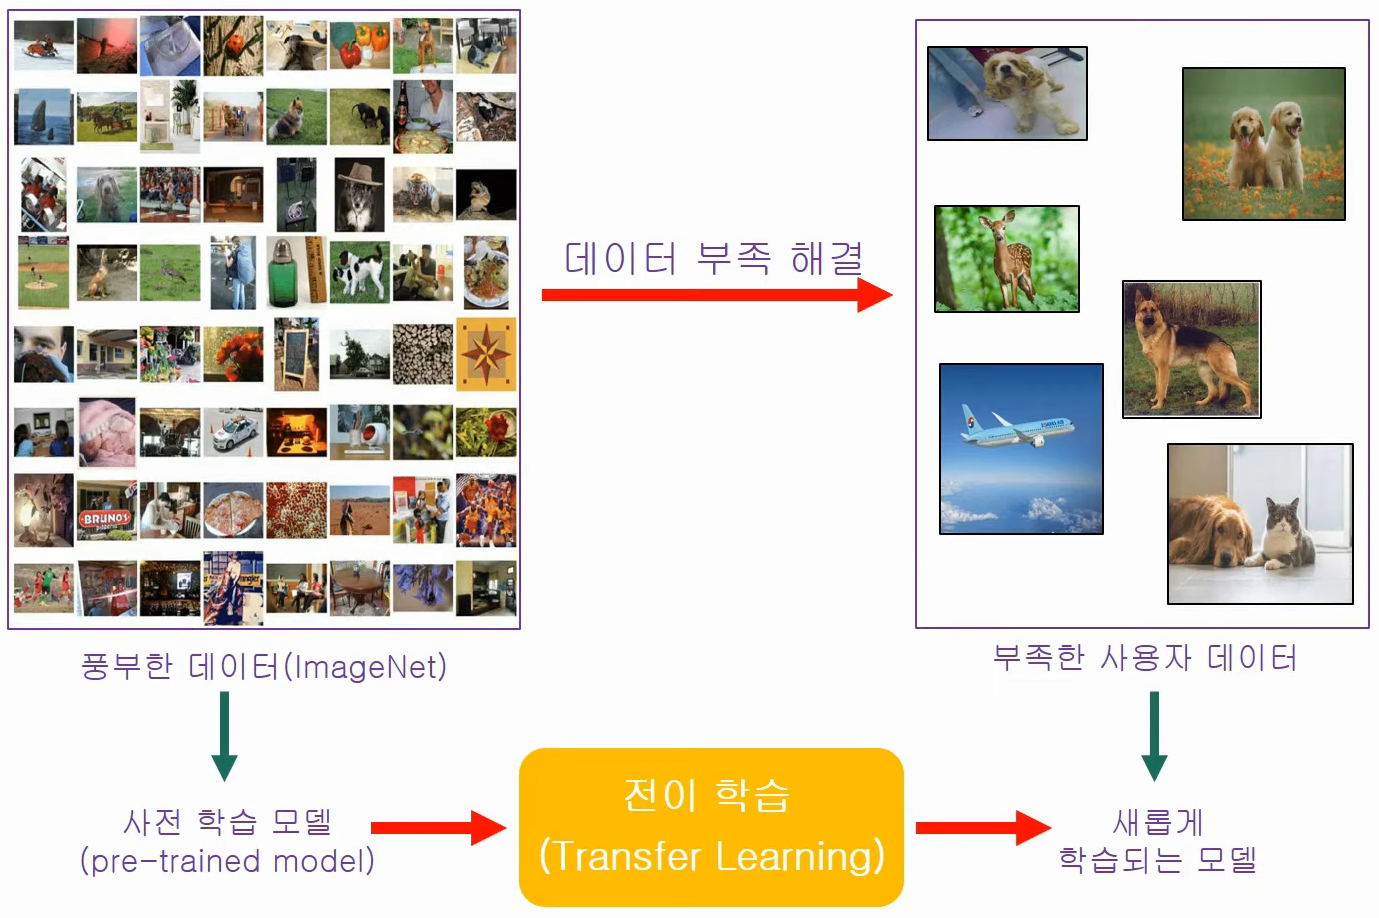 데이터 부족 해결
BRUNO'S
풍부한 데이터(ImageNet)
부족한 사용자 데이터
사전 학습 모델
(pre-trained model)
전이 학습
(Transfer Learning)
새롭게
학습되는 모델